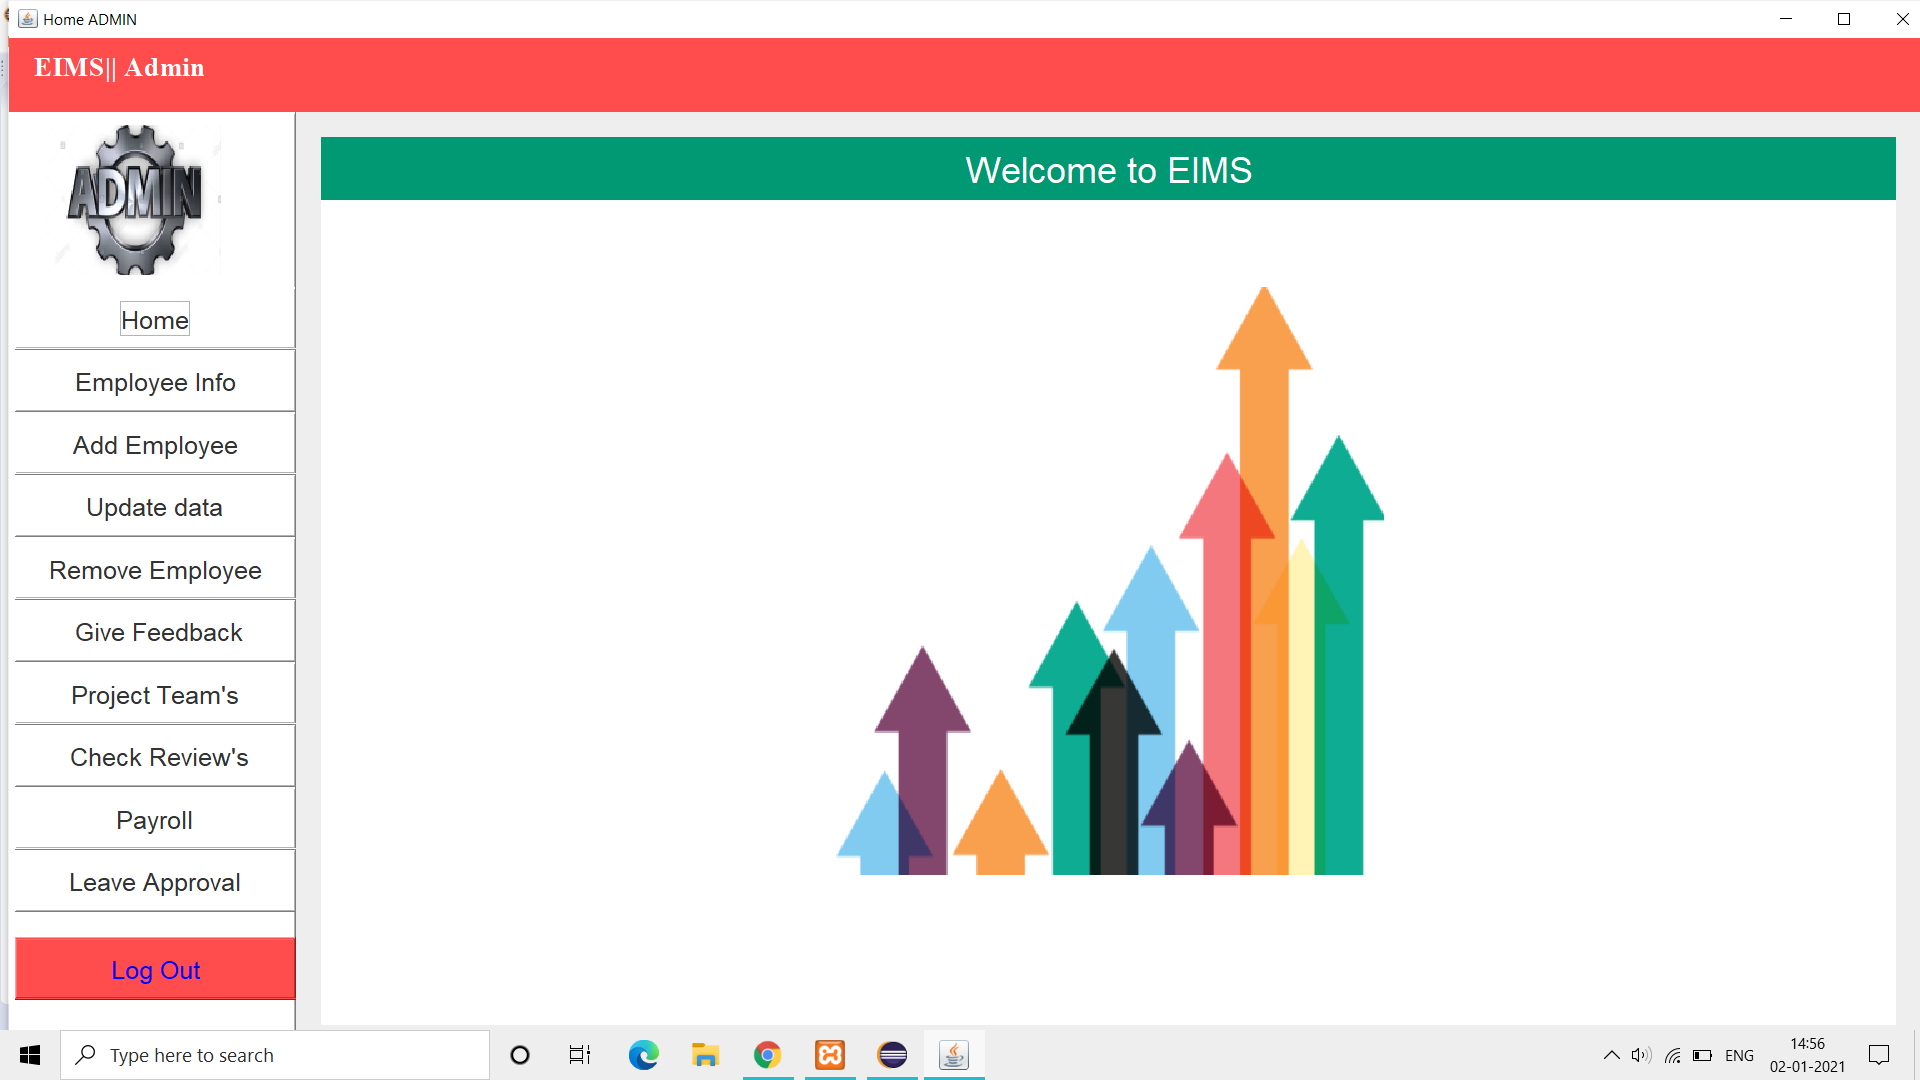 Home ADMIN
EIMS|| Admin
ADMIN
Welcome to EIMS
Home
Employee Info
Add Employee
Update data
Remove Employee
Give Feedback
Project Team's
Check Review's
Payroll
Leave Approval
Log Out
Type here to search
ENG
14:56
02-01-2021